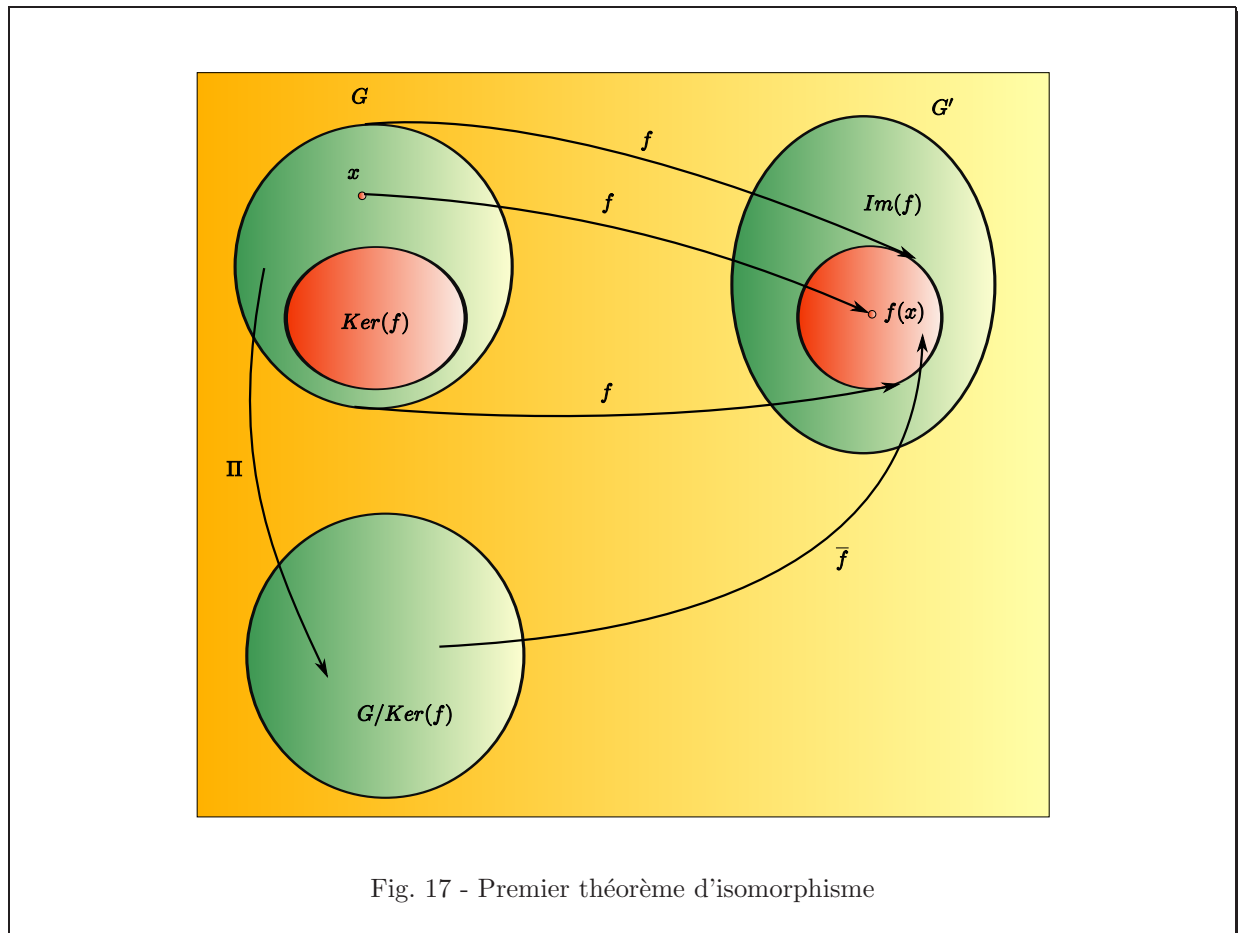 G
G′
f
x
f
Im(f)
f(x)
Ker(f)
f
Π
f̅
G/Ker(f)
Fig. 17 - Premier théorème d'isomorphisme